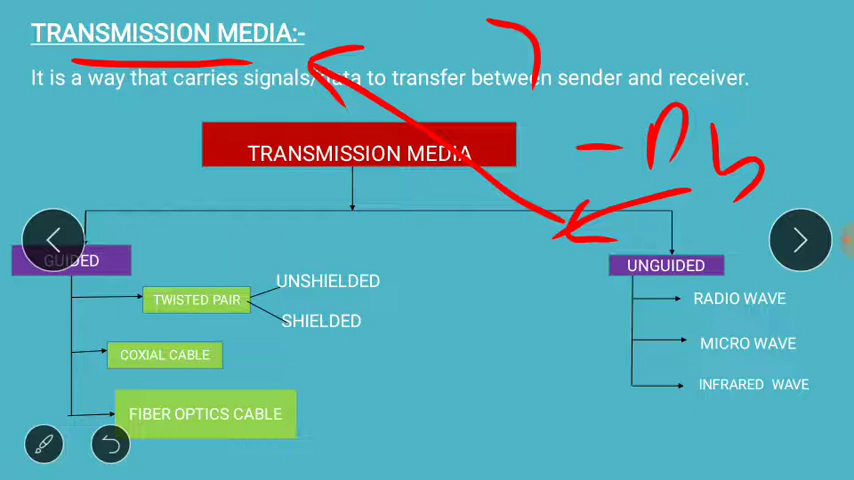 TRANSMISSION MEDIA:-
It is a way that carries signals/data to transfer between sender and receiver.
TRANSMISSION MEDIA
GUIDED
UNGUIDED
UNSHIELDED
TWISTED PAIR
SHIELDED
COXIAL CABLE
FIBER OPTICS CABLE
RADIO WAVE
MICRO WAVE
INFRARED WAVE